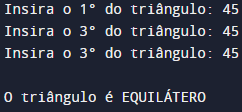 Insira o 1° do triângulo: 45
Insira o 3° do triângulo: 45
Insira o 3° do triângulo: 45
O triângulo é EQUILÁTERO